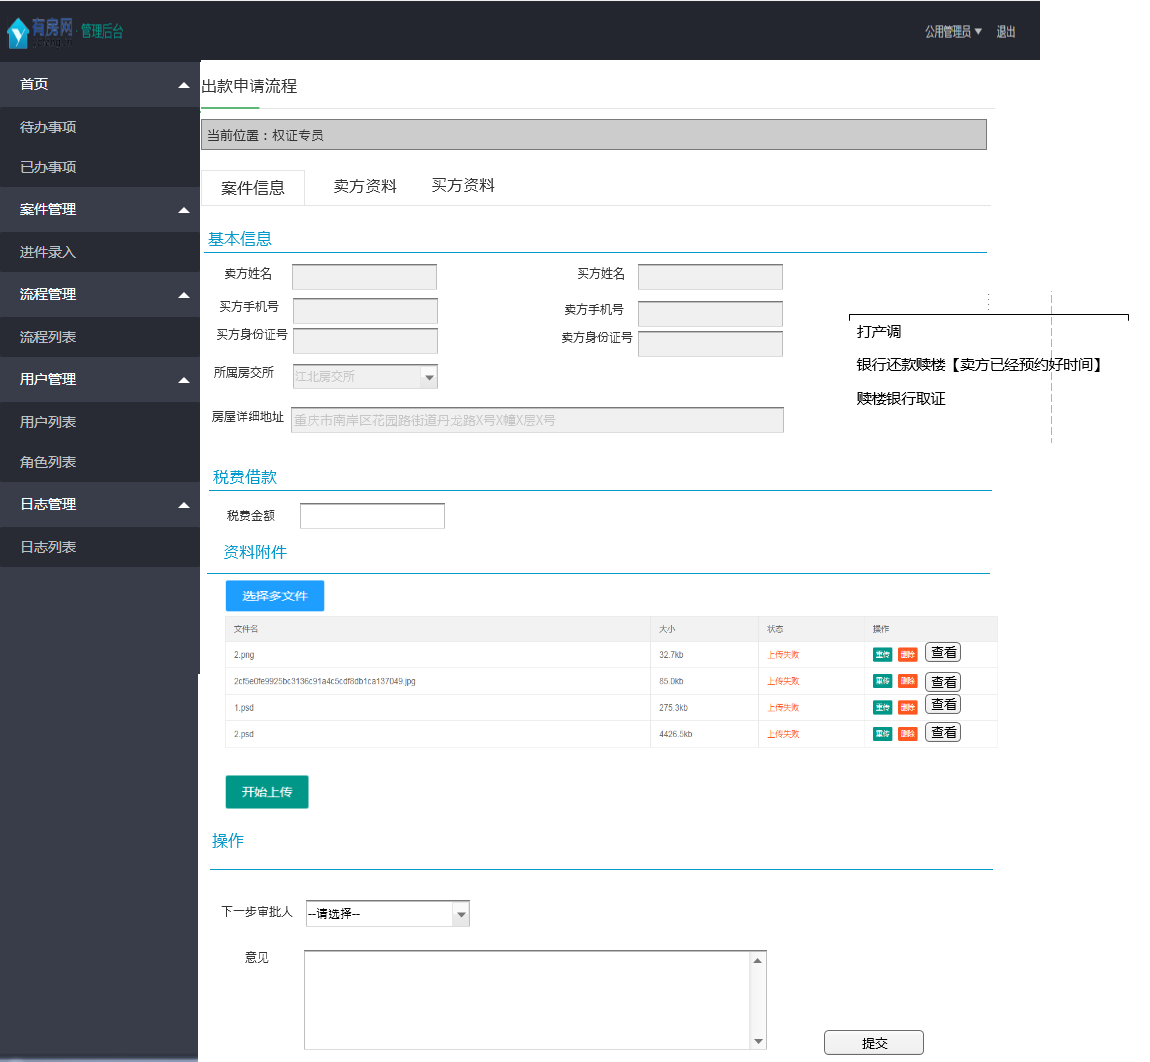 有房网·管理后台
公用管理员 退出
首页
待办事项
已办事项
案件管理
进件录入
流程管理
流程列表
用户管理
用户列表
角色列表
日志管理
日志列表
出款申请流程
当前位置：权证专员
案件信息 卖方资料 买方资料
基本信息
卖方姓名 买方姓名
买方手机号 卖方手机号
买方身份证号 卖方身份证号
所属房交所 江北房交所
房屋详细地址 重庆市南岸区花园路街道丹龙路X号X幢X层X号
打产调
银行还款赎楼【卖方已经预约好时间】
赎楼银行取证
税费借款
税费金额
资料附件
选择多文件
文件名 大小 状态 操作
2.png 32.7kb 上传失败 重传 删除 查看
2cf5e0fe9925bc3136c91a4c5cdf8db1ca137049.jpg 85.0kb 上传失败 重传 删除 查看
1.psd 275.3kb 上传失败 重传 删除 查看
2.psd 4426.5kb 上传失败 重传 删除 查看
开始上传
操作
下一步审批人 --请选择--
意见
提交